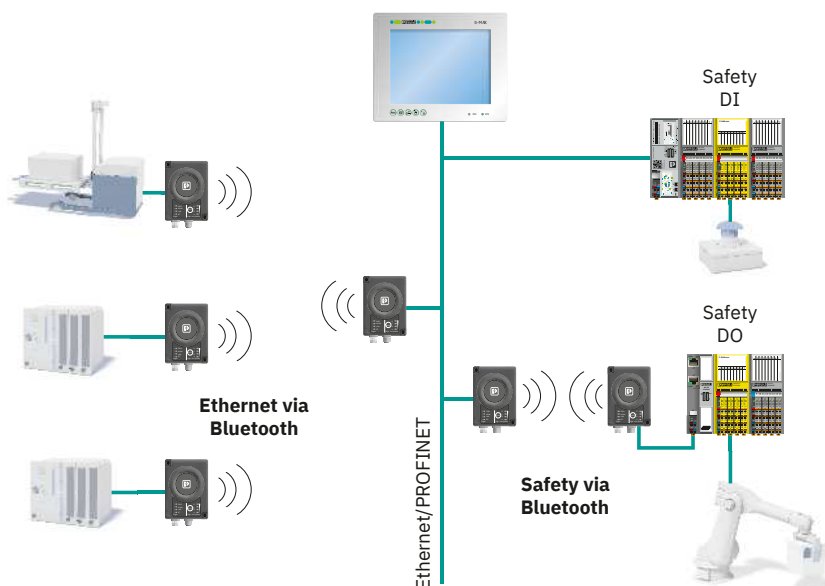 Safety
DI
Safety
DO
Ethernet via
Bluetooth
Safety via
Bluetooth
Ethernet/PROFINET